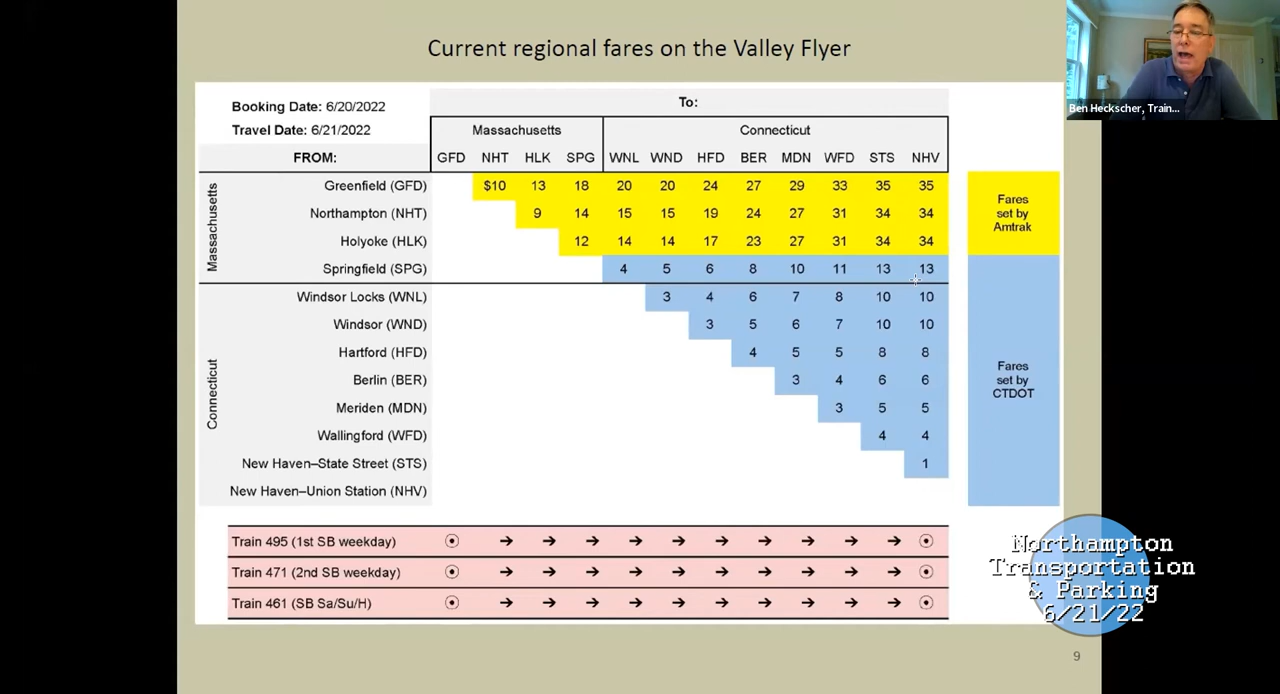 Current regional fares on the Valley Flyer
Ben Heckscher, Train...
Booking Date: 6/20/2022
To:
Travel Date: 6/21/2022
Massachusetts Connecticut
FROM: GFD NHT HLK SPG WNL WND HFD BER MDN WFD STS NHV
Massachusetts
Greenfield (GFD) $10 13 18 20 20 24 27 29 33 35 35
Northampton (NHT) 9 14 15 15 19 24 27 31 34 34
Holyoke (HLK) 12 14 14 17 23 27 31 34 34
Springfield (SPG) 4 5 6 8 10 11 13 13
Connecticut
Windsor Locks (WNL) 3 4 6 7 8 10 10
Windsor (WND) 3 5 6 7 10 10
Hartford (HFD) 4 5 5 8 8
Berlin (BER) 3 4 6 6
Meriden (MDN) 3 5 5
Wallingford (WFD) 4 4
New Haven–State Street (STS) 1
New Haven–Union Station (NHV)
Fares
set by
Amtrak
Fares
set by
CTDOT
Train 495 (1st SB weekday)
Train 471 (2nd SB weekday)
Train 461 (SB Sa/Su/H)
Northampton
Transportation
& Parking
6/21/22
9